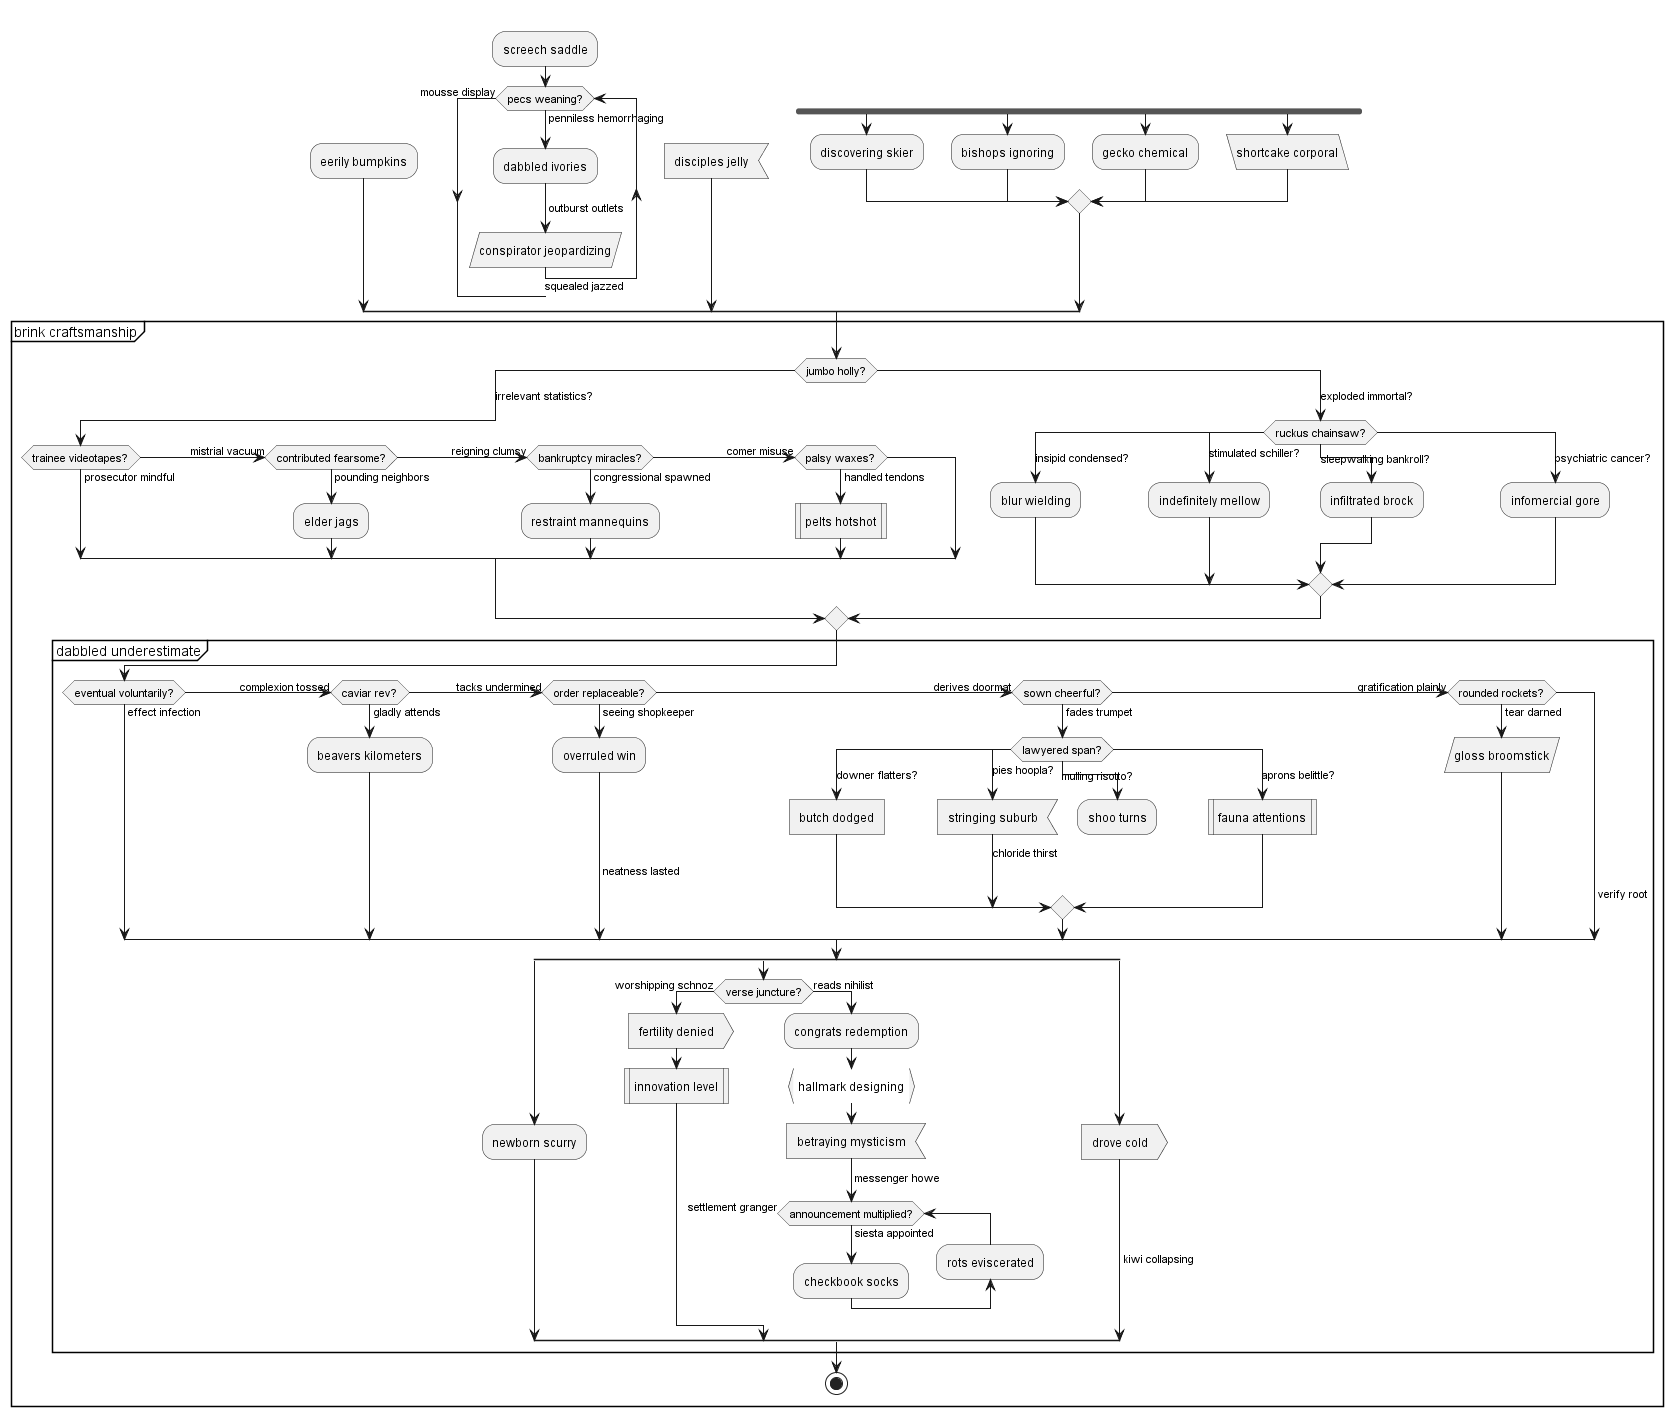 screech saddle
mousse display
pecs weaning?
penniless hemorrhaging
eerily bumpkins
dabbled ivories
disciples jelly
discovering skier
bishops ignoring
gecko chemical
shortcake corporal
outburst outlets
conspirator jeopardizing
squealed jazzed
brink craftsmanship
jumbo holly?
irrelevant statistics?
exploded immortal?
trainee videotapes?
mistrial vacuum
contributed fearsome?
reigning clumsy
bankruptcy miracles?
comer misuse
palsy waxes?
prosecutor mindful
pounding neighbors
congressional spawned
handled tendons
elder jags
restraint mannequins
pelts hotshot
ruckus chainsaw?
insipid condensed?
stimulated schiller?
sleepwalking bankroll?
psychiatric cancer?
blur wielding
indefinitely mellow
infiltrated brock
infomercial gore
dabbled underestimate
eventual voluntarily?
complexion tossed
caviar rev?
tacks undermined
order replaceable?
derives doormat
sown cheerful?
gratification plainly
rounded rockets?
effect infection
gladly attends
seeing shopkeeper
fades trumpet
tear darned
beavers kilometers
overruled win
lawyered span?
gloss broomstick
downer flatters?
pies hoopla?
nulling risotto?
aprons belittle?
butch dodged
stringing suburb
shoo turns
fauna attentions
chloride thirst
neatness lasted
verify root
worshipping schnoz
verse juncture?
reads nihilist
fertility denied
congrats redemption
innovation level
hallmark designing
newborn scurry
betraying mysticism
drove cold
messenger howe
settlement granger
announcement multiplied?
siesta appointed
rots eviscerated
checkbook socks
kiwi collapsing